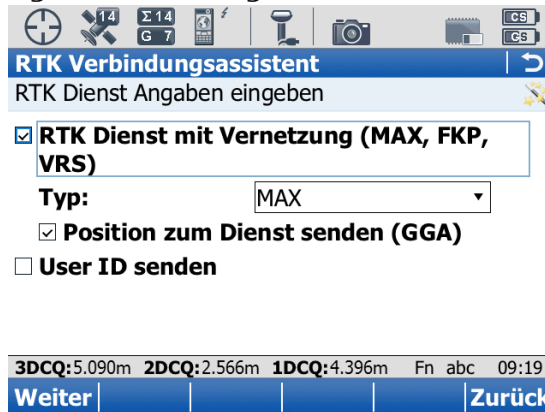 14
Σ 14
G 7
CS
GS
RTK Verbindungsassistent
RTK Dienst Angaben eingeben
RTK Dienst mit Vernetzung (MAX, FKP,
VRS)
Typ: MAX
Position zum Dienst senden (GGA)
User ID senden
3DCQ:5.090m 2DCQ:2.566m 1DCQ:4.396m Fn abc 09:19
Weiter Zurück